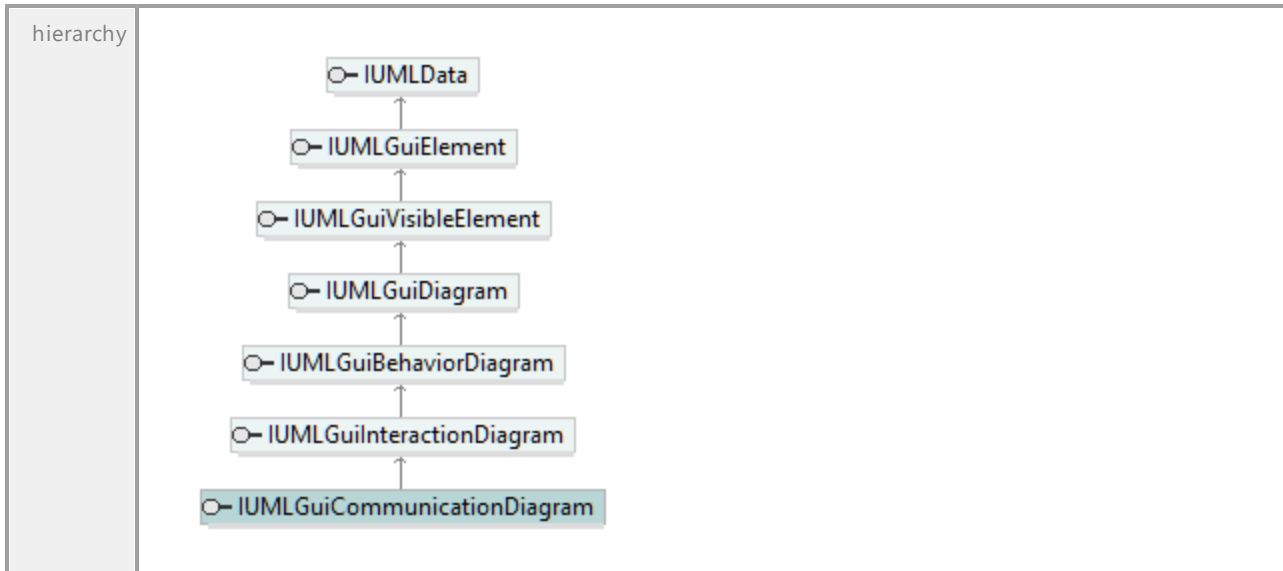 hierarchy
IUMLData
IUMLGuiElement
IUMLGuiVisibleElement
IUMLGuiDiagram
IUMLGuiBehaviorDiagram
IUMLGuiInteractionDiagram
IUMLGuiCommunicationDiagram